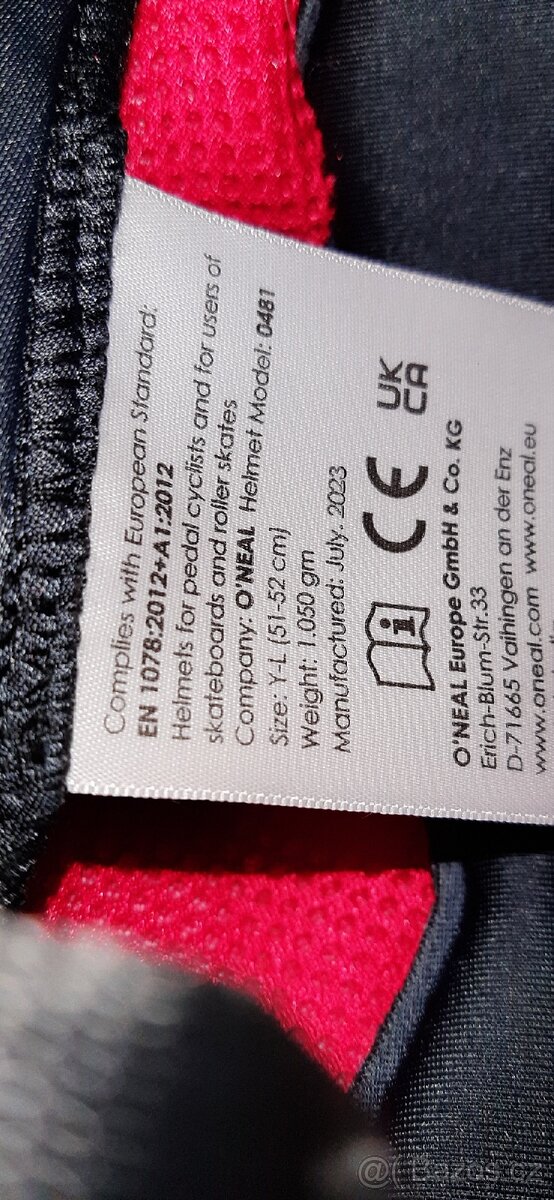 Complies with European Standard:
EN 1078:2012+A1:2012
Helmets for pedal cyclists and for users of
skateboards and roller skates
Company: O'NEAL Helmet Model: 0481
Size: Y-L (51-52 cm)
Weight: 1.050 gm
Manufactured: July. 2023
i CE UK
CA
O'NEAL Europe GmbH & Co. KG
Erich-Blum-Str.33
D-71665 Vaihingen an der Enz
www.oneal.com www.oneal.eu